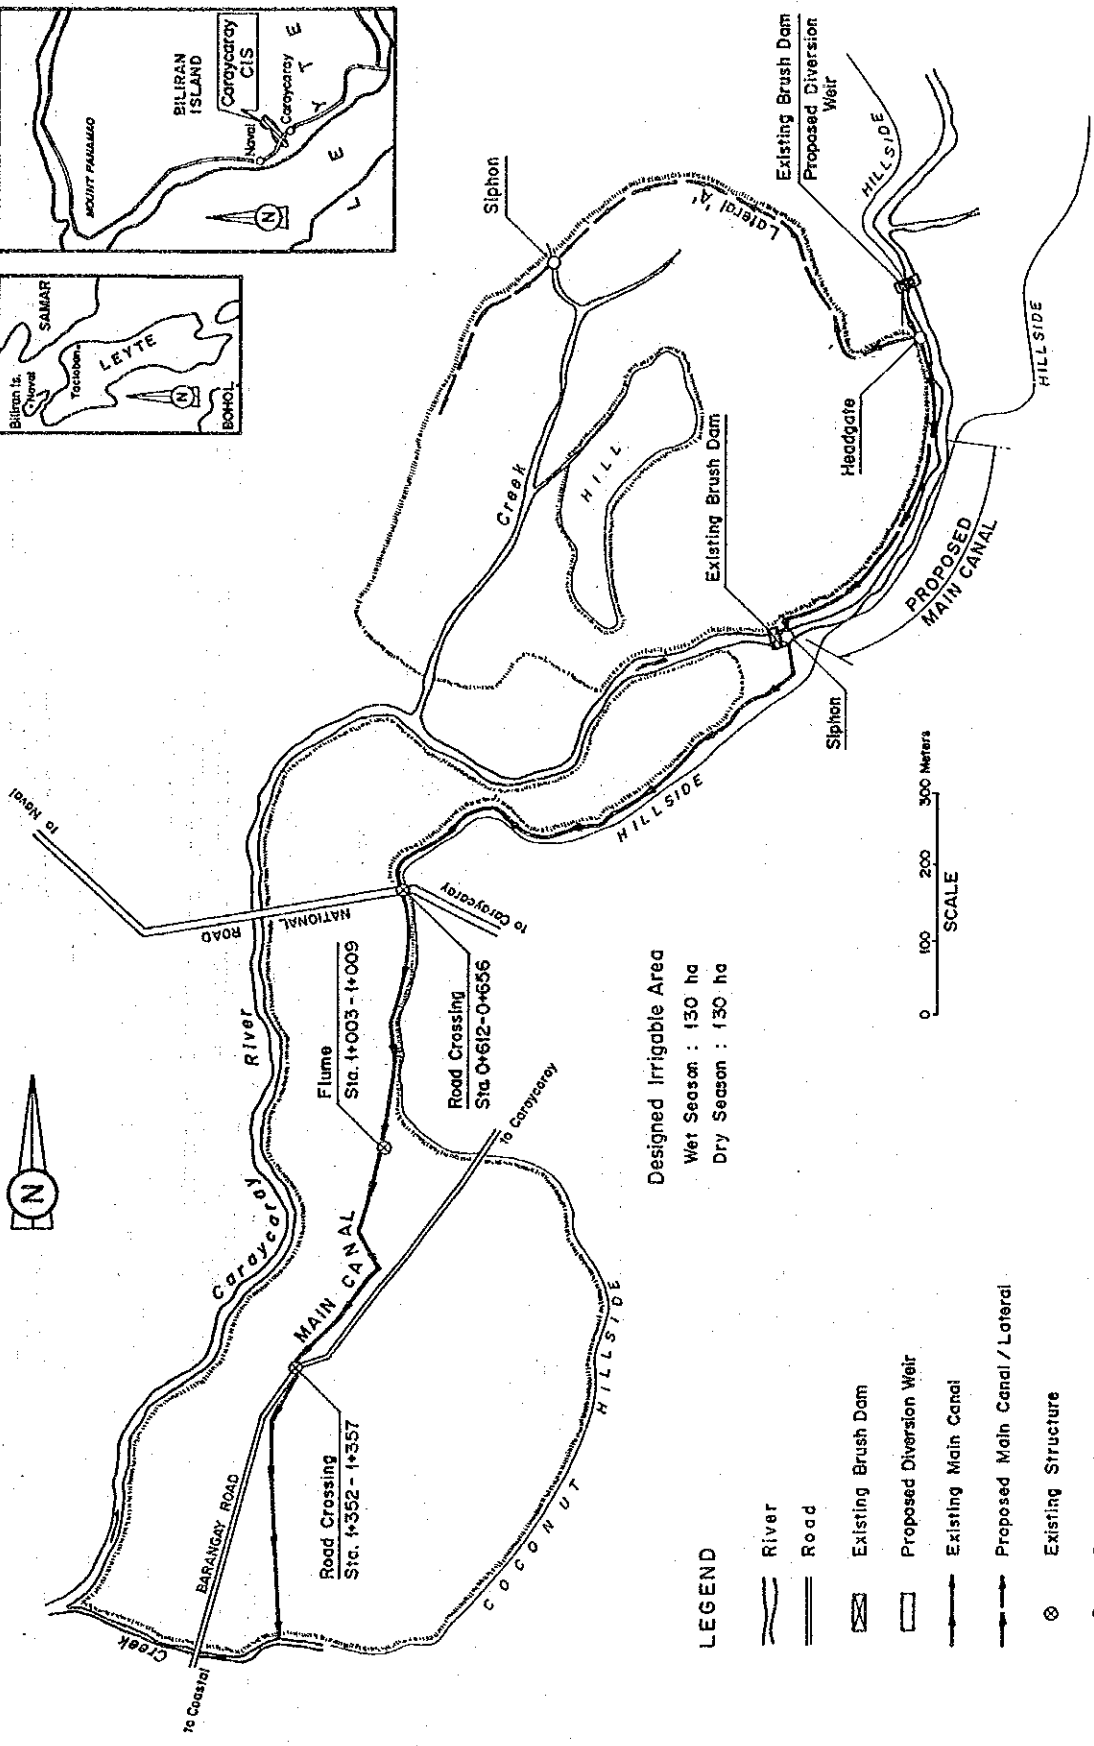 Biliran Is.
Naval
SAMAR
Tacloban
LEYTE
N
BOHOL
MOUNT PANAMAO
BILIRAN
ISLAND
Caraycaray
CIS
Naval
Caraycaray
N
LEYTE
N
to Naval
NATIONAL ROAD
to Caraycaray
Caraycaray River
Creek
HILL
Siphon
Lateral 'A'
Existing Brush Dam
Proposed Diversion
Weir
HILLSIDE
HILLSIDE
Headgate
Existing Brush Dam
PROPOSED
MAIN CANAL
Siphon
HILLSIDE
Flume
Sta. 1+003 - 1+009
Road Crossing
Sta. 0+612 - 0+656
to Caraycaray
MAIN CANAL
Road Crossing
Sta. 1+352 - 1+357
BARANGAY ROAD
to Coastal
Creek
COCONUT HILLSIDE
Designed Irrigable Area
Wet Season : 130 ha
Dry Season : 130 ha
0 100 200 300 Meters
SCALE
LEGEND
River
Road
Existing Brush Dam
Proposed Diversion Weir
Existing Main Canal
Proposed Main Canal / Lateral
Existing Structure